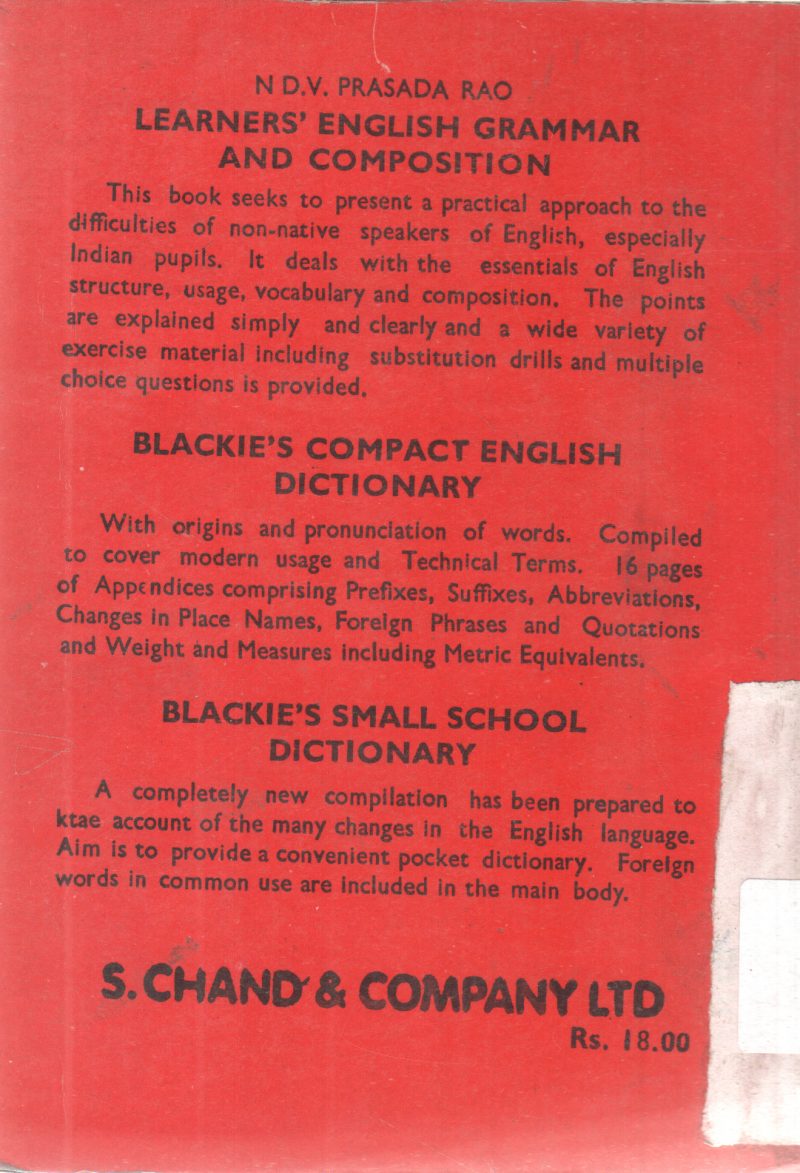 N D.V. PRASADA RAO
LEARNERS' ENGLISH GRAMMAR
AND COMPOSITION
This book seeks to present a practical approach to the
difficulties of non-native speakers of English, especially
Indian pupils. It deals with the essentials of English
structure, usage, vocabulary and composition. The points
are explained simply and clearly and a wide variety of
exercise material including substitution drills and multiple
choice questions is provided.
BLACKIE'S COMPACT ENGLISH
DICTIONARY
With origins and pronunciation of words. Compiled
to cover modern usage and Technical Terms. 16 pages
of Appendices comprising Prefixes, Suffixes, Abbreviations,
Changes in Place Names, Foreign Phrases and Quotations
and Weight and Measures including Metric Equivalents.
BLACKIE'S SMALL SCHOOL
DICTIONARY
A completely new compilation has been prepared to
ktae account of the many changes in the English language.
Aim is to provide a convenient pocket dictionary. Foreign
words in common use are included in the main body.
S. CHAND & COMPANY LTD
Rs. 18.00